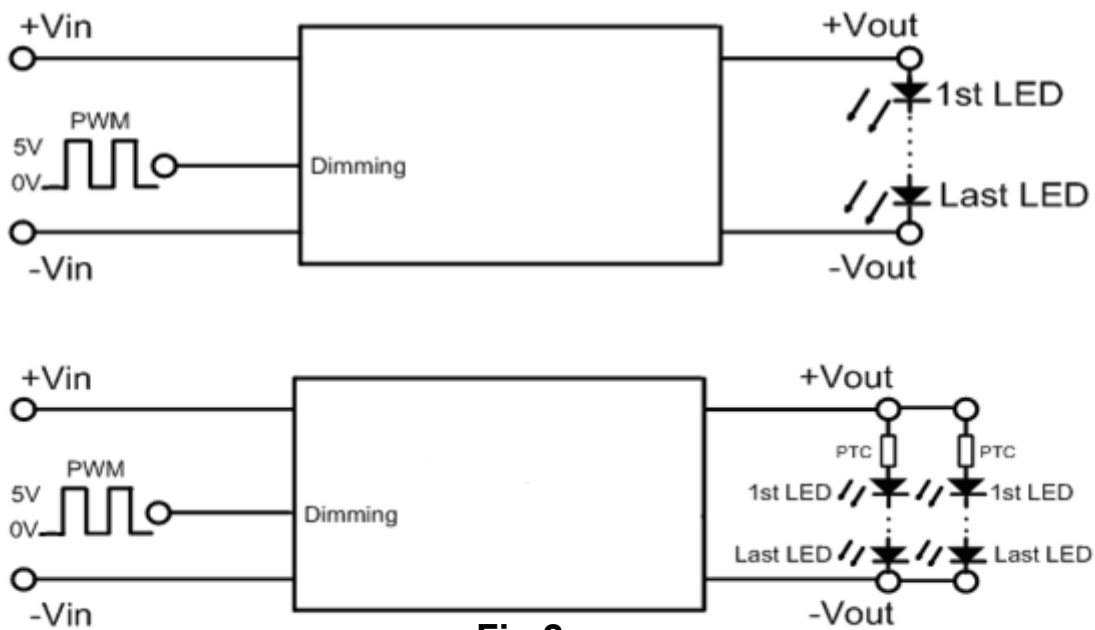 +Vin
+Vout
1st LED
PWM
5V
0V
Dimming
Last LED
-Vin
-Vout
+Vin
+Vout
PTC
PTC
PWM
1st LED
1st LED
5V
0V
Dimming
Last LED
Last LED
-Vin
-Vout